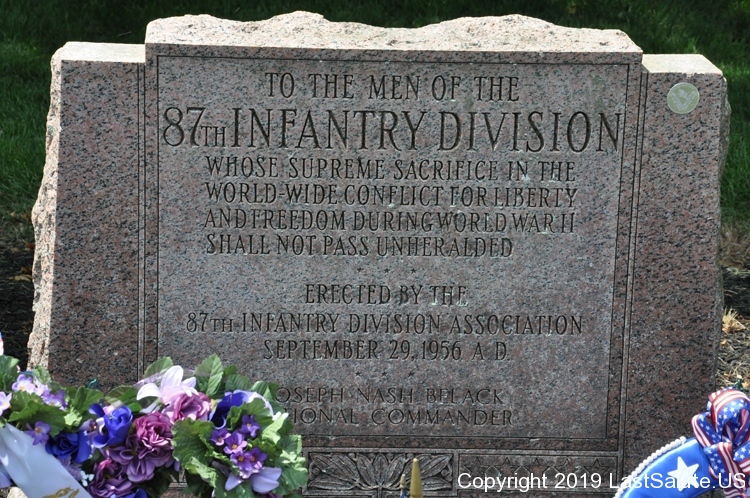 TO THE MEN OF THE
87TH INFANTRY DIVISION
WHOSE SUPREME SACRIFICE IN THE
WORLD-WIDE CONFLICT FOR LIBERTY
AND FREEDOM DURING WORLD WAR II
SHALL NOT PASS UNHERALDED
ERECTED BY THE
87TH INFANTRY DIVISION ASSOCIATION
SEPTEMBER 29, 1956 A.D.
JOSEPH NASH BELACK
COMMANDER
Copyright 2019 LastSalute.US